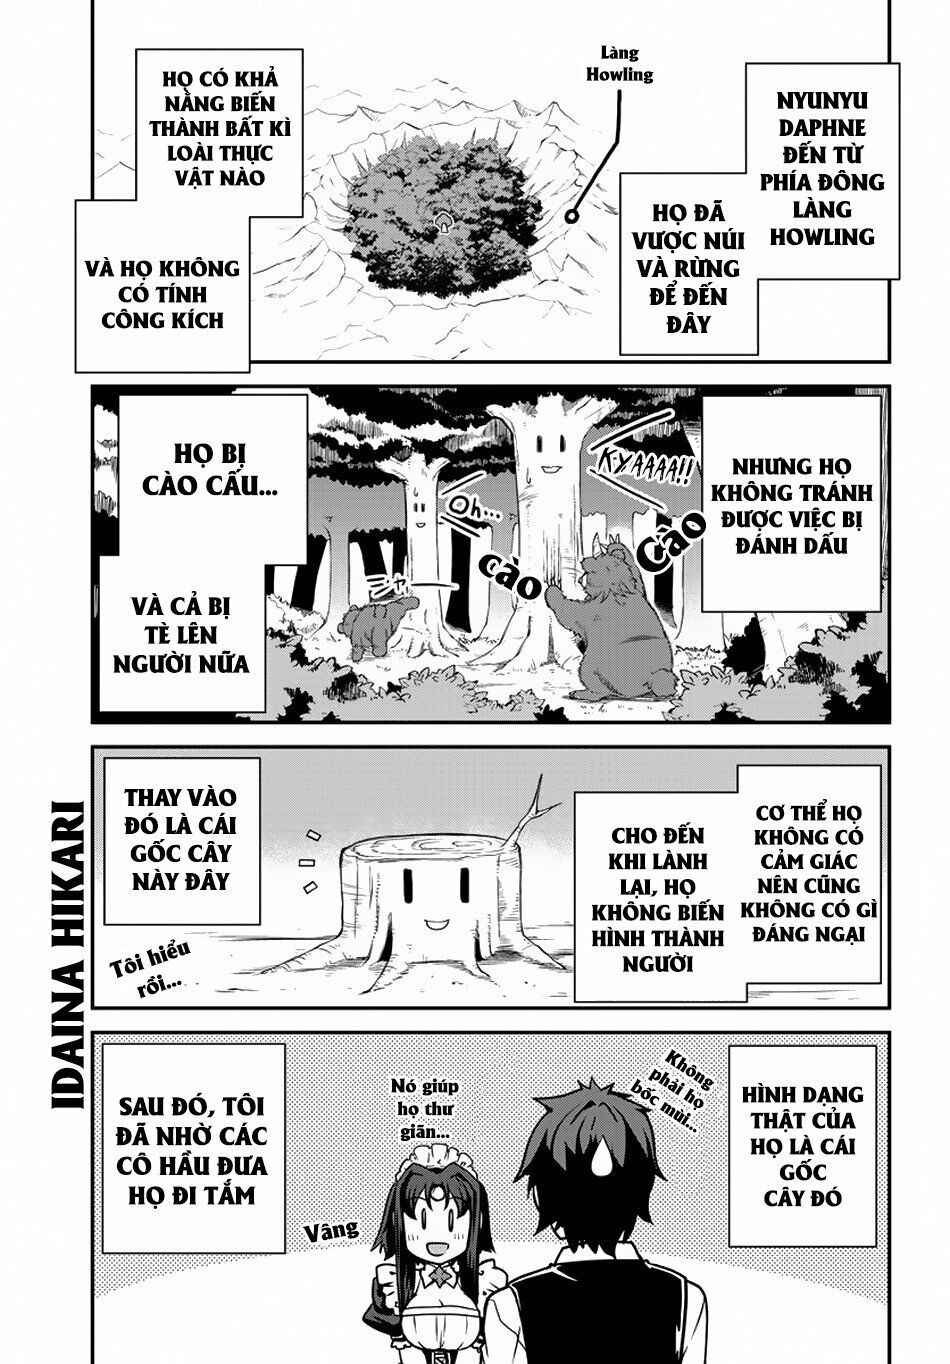 NYUNYU
DAPHNE
ĐẾN TỪ
PHÍA ĐÔNG
LÀNG
HOWLING
HỌ ĐÃ
VƯỢC NÚI
VÀ RỪNG
ĐỂ ĐẾN
ĐÂY
Làng
Howling
HỌ CÓ KHẢ
NĂNG BIẾN
THÀNH BẤT KÌ
LOÀI THỰC
VẬT NÀO
VÀ HỌ KHÔNG
CÓ TÍNH
CÔNG KÍCH
NHƯNG HỌ
KHÔNG TRÁNH
ĐƯỢC VIỆC BỊ
ĐÁNH DẤU
KYAAAA!!
Cào
Oh...
cào
シャー
HỌ BỊ
CÀO CẤU...
VÀ CẢ BỊ
TÈ LÊN
NGƯỜI NỮA
CƠ THỂ HỌ
KHÔNG CÓ
CẢM GIÁC
NÊN CŨNG
KHÔNG CÓ GÌ
ĐÁNG NGẠI
CHO ĐẾN
KHI LÀNH
LẠI, HỌ
KHÔNG BIẾN
HÌNH THÀNH
NGƯỜI
THAY VÀO
ĐÓ LÀ CÁI
GỐC CÂY
NÀY ĐÂY
Tôi hiểu
rồi...
HÌNH DẠNG
THẬT CỦA
HỌ LÀ CÁI
GỐC
CÂY ĐÓ
Không
phải họ
bốc mùi...
Nó giúp
họ thư
giãn...
SAU ĐÓ, TÔI
ĐÃ NHỜ CÁC
CÔ HẦU ĐƯA
HỌ ĐI TẮM
Vâng
IDAINA HIKARI